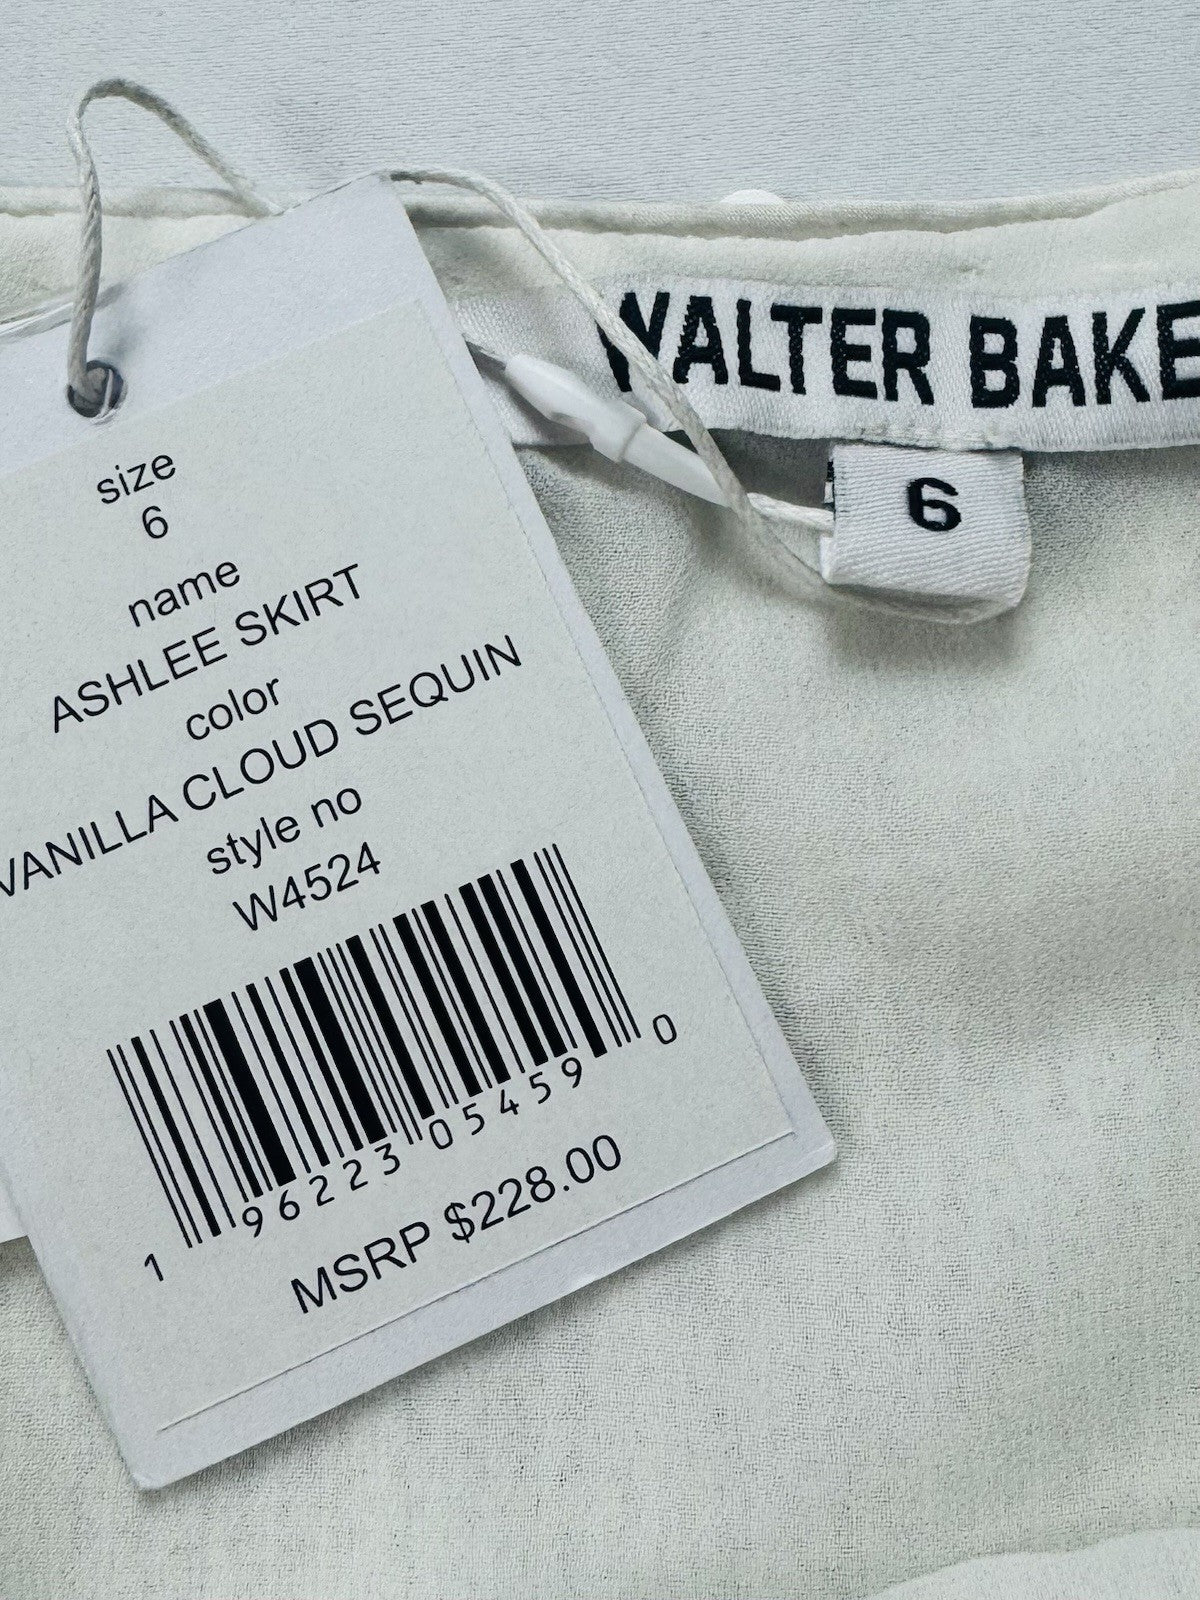 WALTER BAKE
6
size
6
name
ASHLEE SKIRT
color
VANILLA CLOUD SEQUIN
style no
W4524
1 96223 05459 0
MSRP $228.00